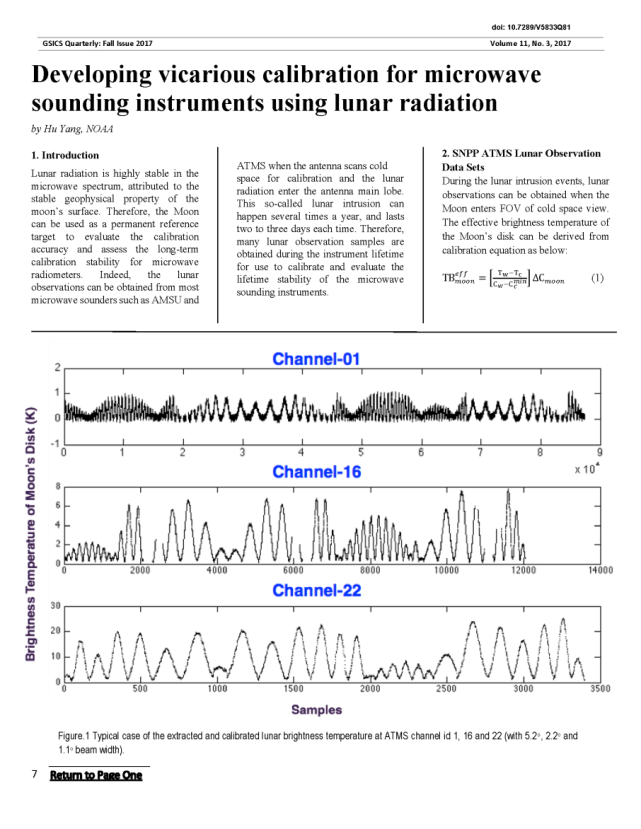 doi: 10.7289/V5833Q81
GSICS Quarterly: Fall Issue 2017 Volume 11, No. 3, 2017
Developing vicarious calibration for microwave
sounding instruments using lunar radiation
by Hu Yang, NOAA
1. Introduction
Lunar radiation is highly stable in the
microwave spectrum, attributed to the
stable geophysical property of the
moon's surface. Therefore, the Moon
can be used as a permanent reference
target to evaluate the calibration
accuracy and assess the long-term
calibration stability for microwave
radiometers. Indeed, the lunar
observations can be obtained from most
microwave sounders such as AMSU and
ATMS when the antenna scans cold
space for calibration and the lunar
radiation enter the antenna main lobe.
This so-called lunar intrusion can
happen several times a year, and lasts
two to three days each time. Therefore,
many lunar observation samples are
obtained during the instrument lifetime
for use to calibrate and evaluate the
lifetime stability of the microwave
sounding instruments.
2. SNPP ATMS Lunar Observation
Data Sets
During the lunar intrusion events, lunar
observations can be obtained when the
Moon enters FOV of cold space view.
The effective brightness temperature of
the Moon's disk can be derived from
calibration equation as below:
TB_moon^eff = [(T_w−T_c)/(C_w−C_c^min)] ΔC_moon (1)
Brightness Temperature of Moon's Disk (K)
Channel-01
2
1
0
-1
0 1 2 3 4 5 6 7 8 9
x 10^4
Channel-16
8
6
4
2
0
0 2000 4000 6000 8000 10000 12000 14000
Channel-22
30
20
10
0
0 500 1000 1500 2000 2500 3000 3500
Samples
Figure.1 Typical case of the extracted and calibrated lunar brightness temperature at ATMS channel id 1, 16 and 22 (with 5.2°, 2.2° and
1.1° beam width).
7 Return to Page One